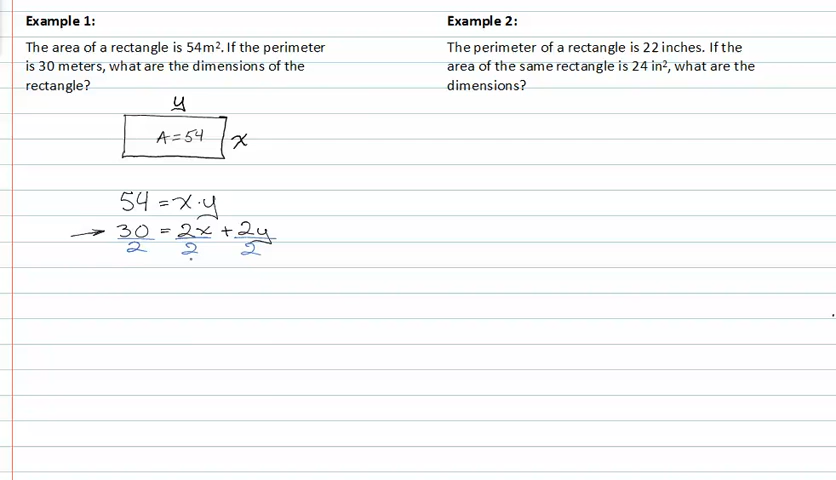 Example 1:
The area of a rectangle is 54m². If the perimeter
is 30 meters, what are the dimensions of the
rectangle?
y
A=54
x
54 = x·y
→ 30 = 2x + 2y
2 2 2
Example 2:
The perimeter of a rectangle is 22 inches. If the
area of the same rectangle is 24 in², what are the
dimensions?